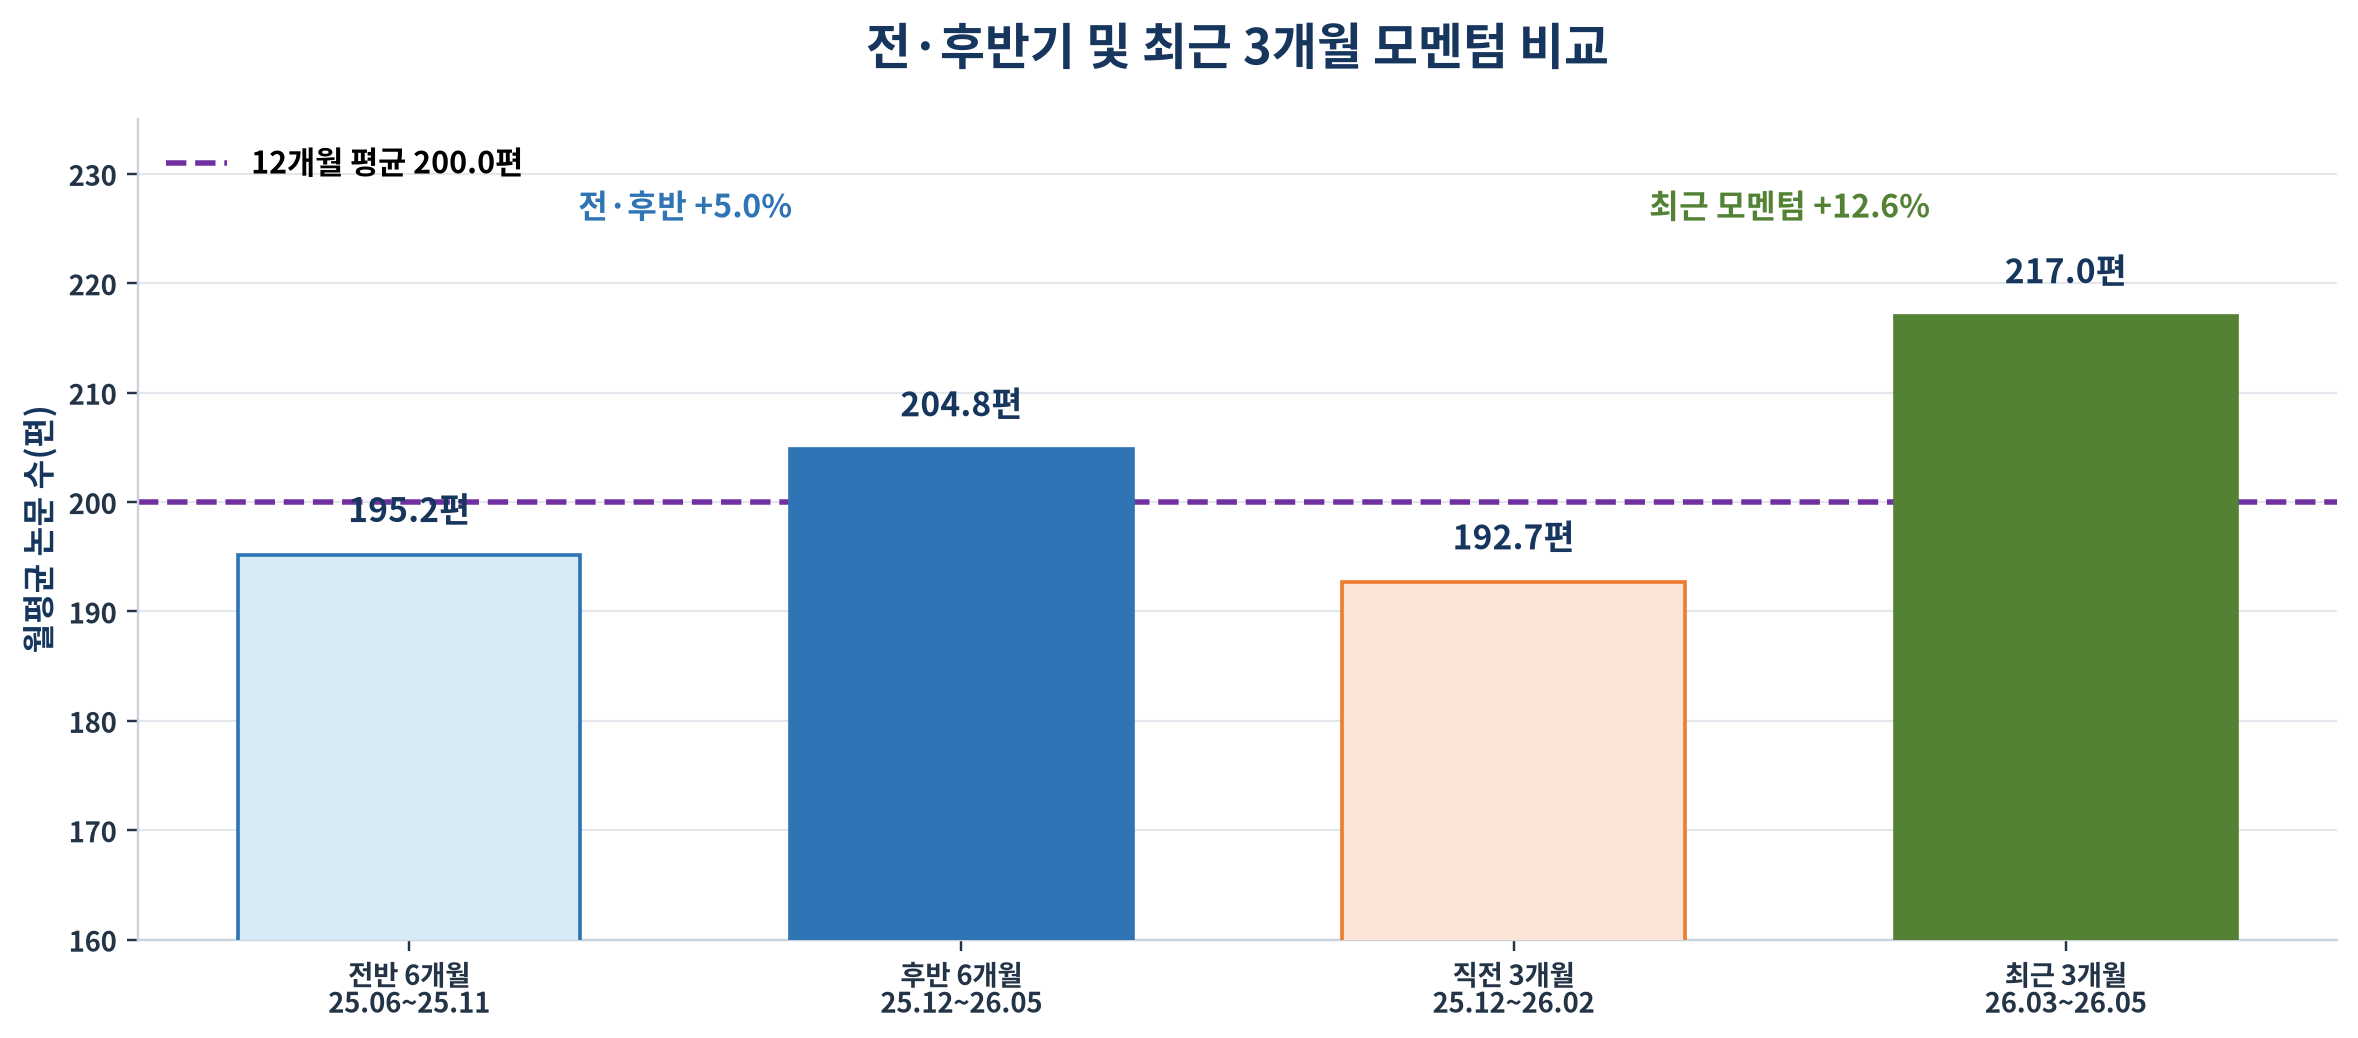 전·후반기 및 최근 3개월 모멘텀 비교
12개월 평균 200.0편
전·후반 +5.0%
최근 모멘텀 +12.6%
월평균 논문 수(편)
230
220
210
200
190
180
170
160
195.2편
204.8편
192.7편
217.0편
전반 6개월
25.06~25.11
후반 6개월
25.12~26.05
직전 3개월
25.12~26.02
최근 3개월
26.03~26.05